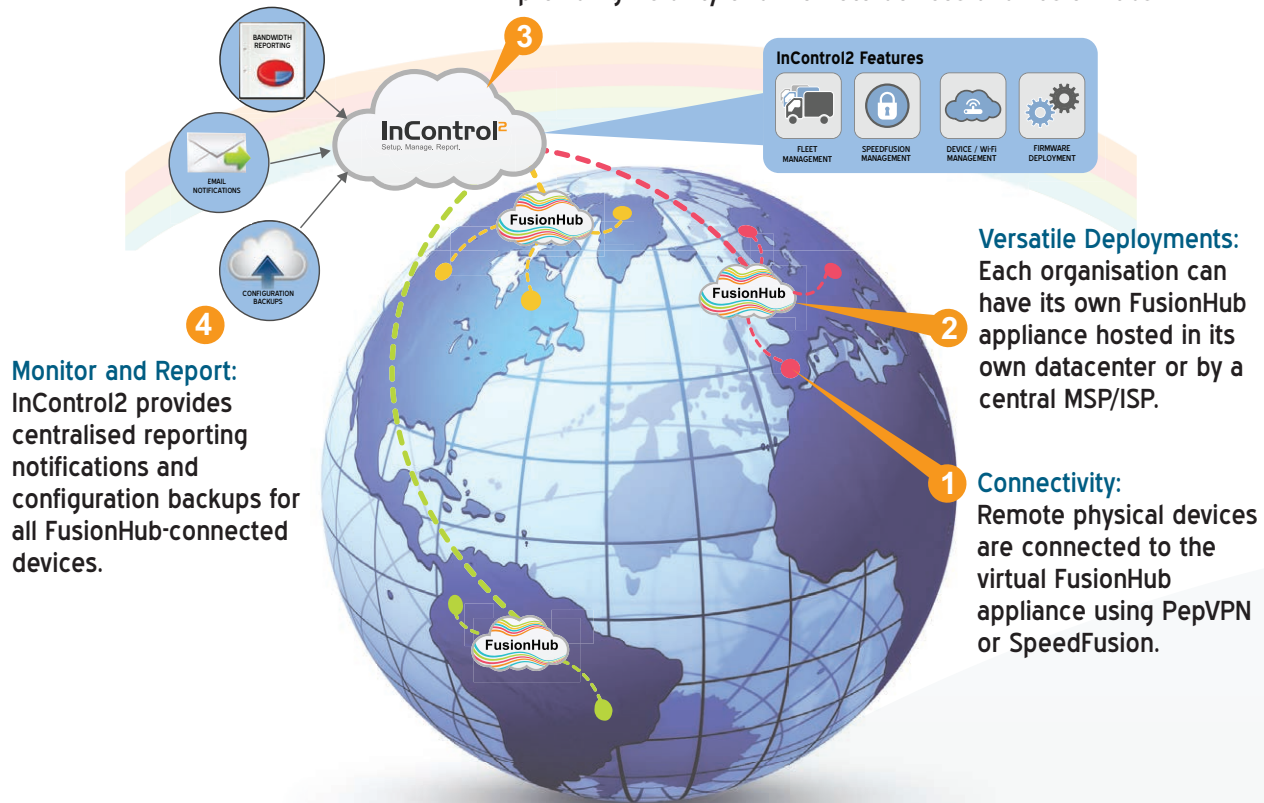 BANDWIDTH
REPORTING
3
InControl2 Features
InControl²
Setup. Manage. Report.
FLEET
MANAGEMENT
SPEEDFUSION
MANAGEMENT
DEVICE / Wi-Fi
MANAGEMENT
FIRMWARE
DEPLOYMENT
EMAIL
NOTIFICATIONS
CONFIGURATION
BACKUPS
FusionHub
FusionHub
FusionHub
4
Monitor and Report:
InControl2 provides
centralised reporting
notifications and
configuration backups for
all FusionHub-connected
devices.
2
Versatile Deployments:
Each organisation can
have its own FusionHub
appliance hosted in its
own datacenter or by a
central MSP/ISP.
1
Connectivity:
Remote physical devices
are connected to the
virtual FusionHub
appliance using PepVPN
or SpeedFusion.